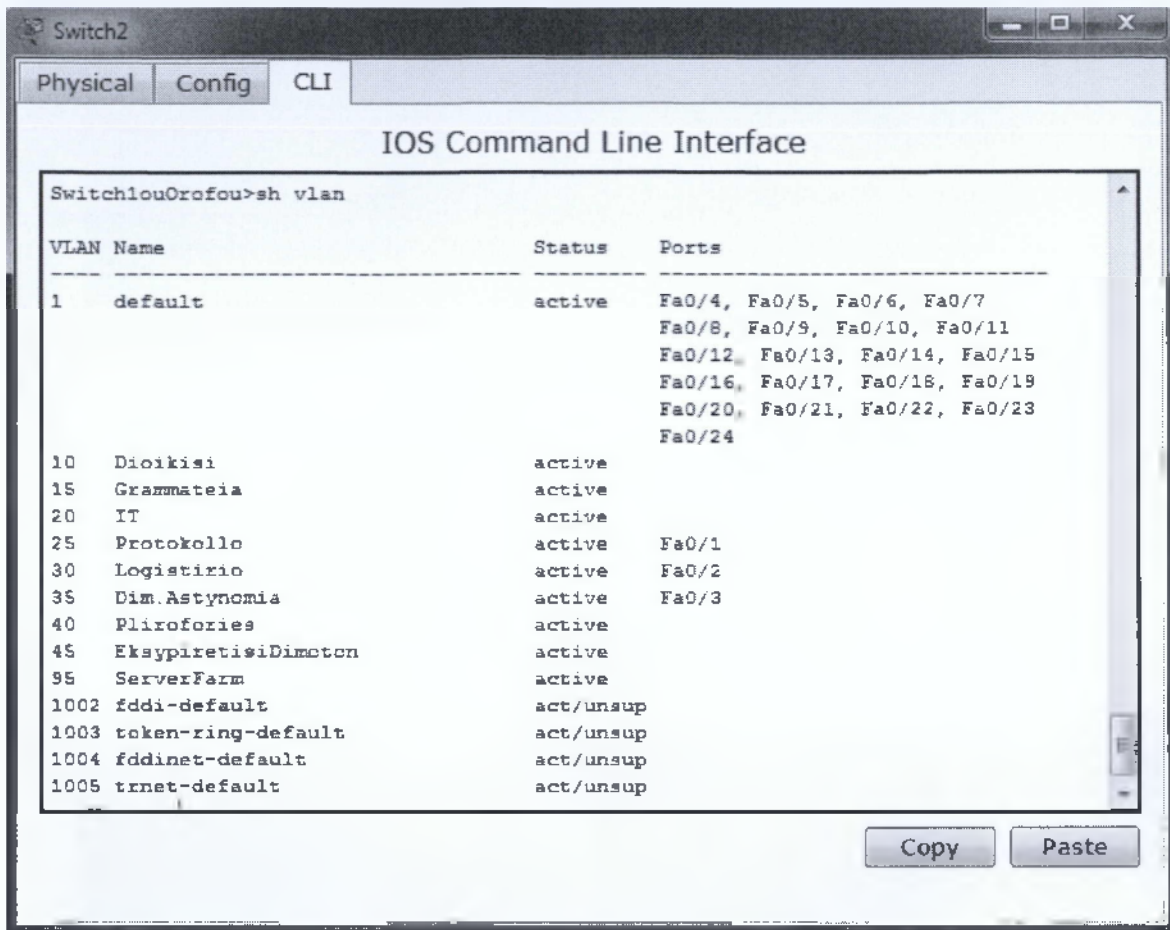 Switch2
Physical Config CLI
IOS Command Line Interface
Switch1ouOrofou>sh vlan
VLAN Name Status Ports
---- -------------------------------- --------- -------------------------------
1 default active Fa0/4, Fa0/5, Fa0/6, Fa0/7
Fa0/8, Fa0/9, Fa0/10, Fa0/11
Fa0/12, Fa0/13, Fa0/14, Fa0/15
Fa0/16, Fa0/17, Fa0/18, Fa0/19
Fa0/20, Fa0/21, Fa0/22, Fa0/23
Fa0/24
10 Dioikisi active
15 Grammateia active
20 IT active
25 Protokollo active Fa0/1
30 Logistirio active Fa0/2
35 Dim.Astynomia active Fa0/3
40 Plirofories active
45 EksypiretisiDimoton active
95 ServerFarm active
1002 fddi-default act/unsup
1003 token-ring-default act/unsup
1004 fddinet-default act/unsup
1005 trnet-default act/unsup
Copy Paste